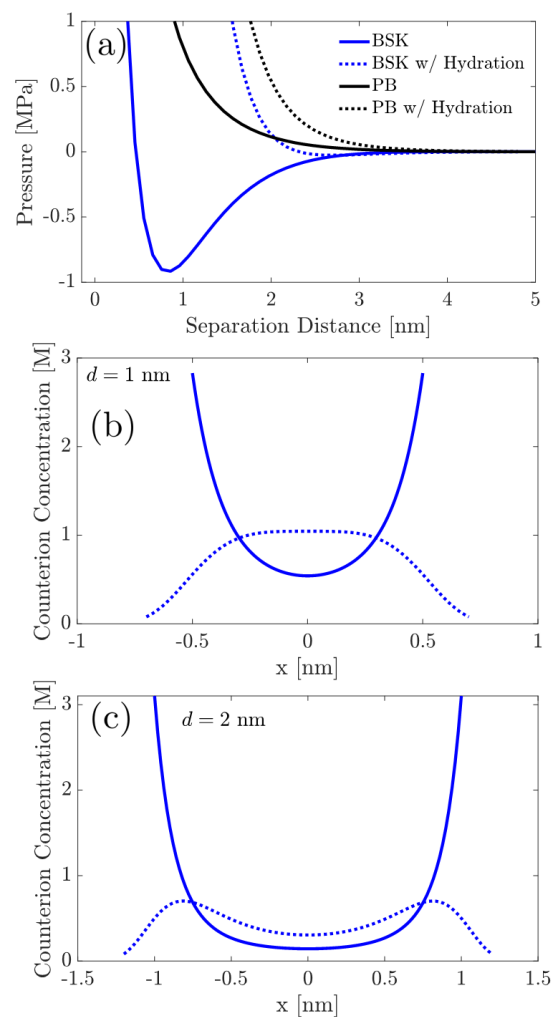 (a)
BSK
BSK w/ Hydration
PB
PB w/ Hydration
Pressure [MPa]
1
0.5
0
-0.5
-1
0 1 2 3 4 5
Separation Distance [nm]
(b)
d = 1 nm
Counterion Concentration [M]
3
2
1
0
-1 -0.5 0 0.5 1
x [nm]
(c)
d = 2 nm
Counterion Concentration [M]
3
2
1
0
-1.5 -1 -0.5 0 0.5 1 1.5
x [nm]